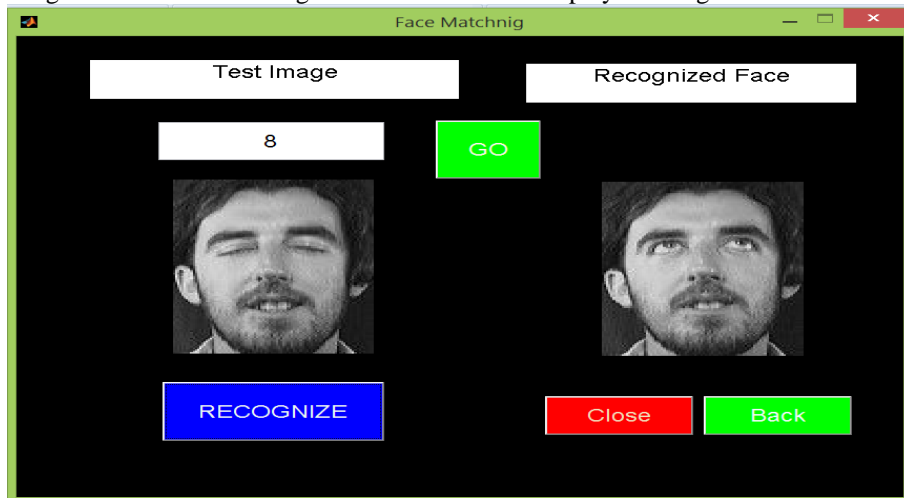 Face Matchnig
Test Image
Recognized Face
8
GO
RECOGNIZE
Close
Back